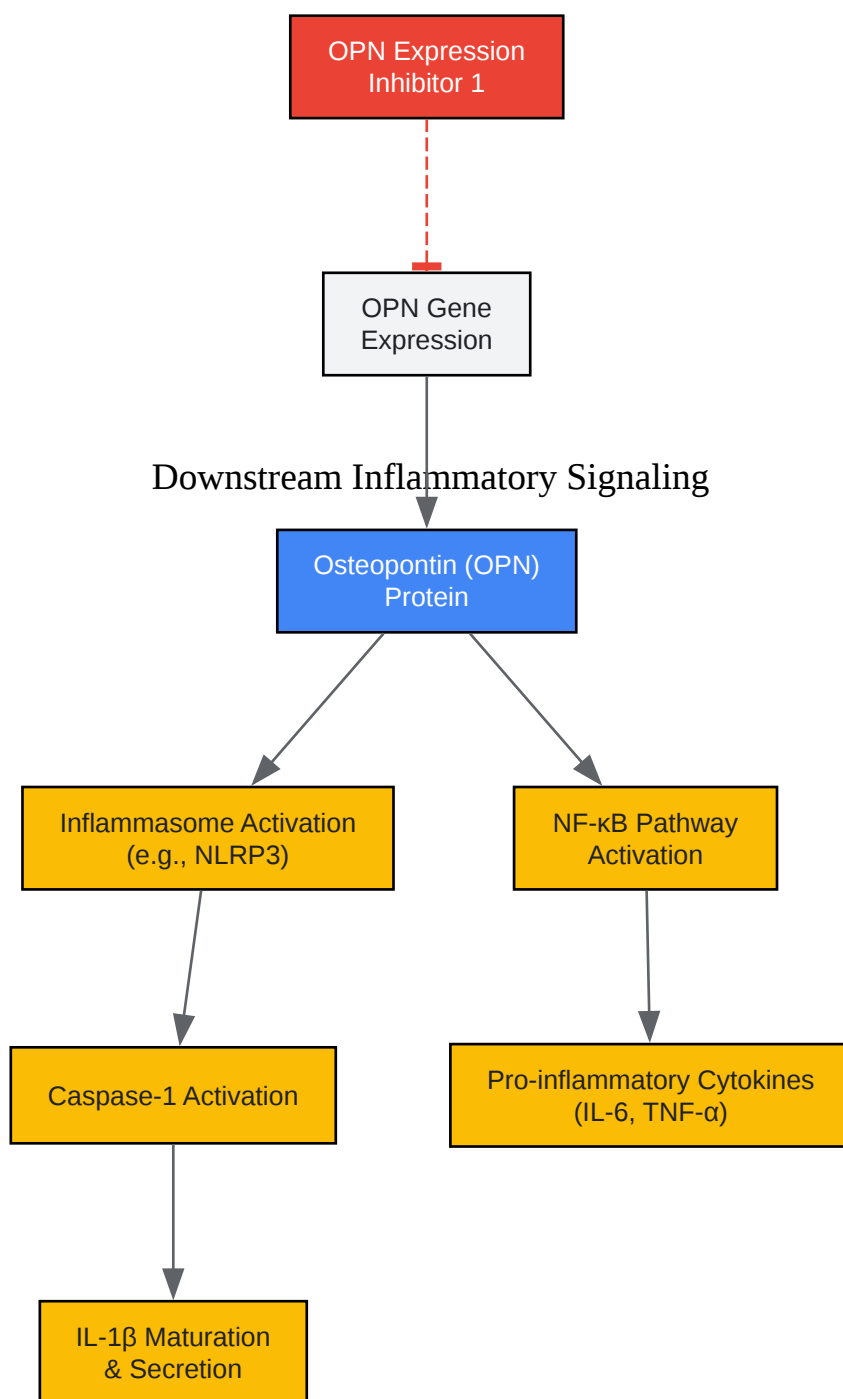 OPN Expression
Inhibitor 1
OPN Gene
Expression
Downstream Inflammatory Signaling
Osteopontin (OPN)
Protein
Inflammasome Activation
(e.g., NLRP3)
NF-κB Pathway
Activation
Caspase-1 Activation
Pro-inflammatory Cytokines
(IL-6, TNF-α)
IL-1β Maturation
& Secretion